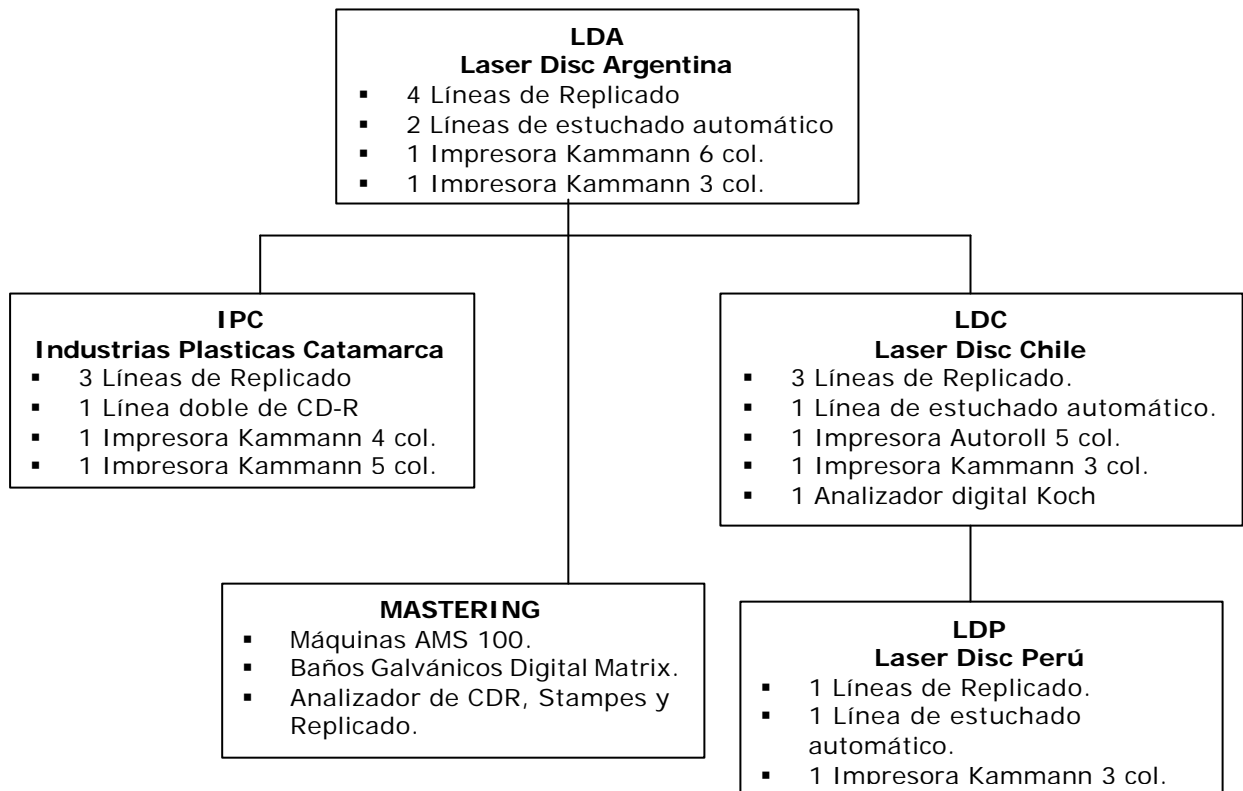 LDA
Laser Disc Argentina
▪ 4 Líneas de Replicado
▪ 2 Líneas de estuchado automático
▪ 1 Impresora Kammann 6 col.
▪ 1 Impresora Kammann 3 col.
IPC
Industrias Plasticas Catamarca
▪ 3 Líneas de Replicado
▪ 1 Línea doble de CD-R
▪ 1 Impresora Kammann 4 col.
▪ 1 Impresora Kammann 5 col.
LDC
Laser Disc Chile
▪ 3 Líneas de Replicado.
▪ 1 Línea de estuchado automático.
▪ 1 Impresora Autoroll 5 col.
▪ 1 Impresora Kammann 3 col.
▪ 1 Analizador digital Koch
MASTERING
▪ Máquinas AMS 100.
▪ Baños Galvánicos Digital Matrix.
▪ Analizador de CDR, Stampes y
Replicado.
LDP
Laser Disc Perú
▪ 1 Líneas de Replicado.
▪ 1 Línea de estuchado
automático.
▪ 1 Impresora Kammann 3 col.